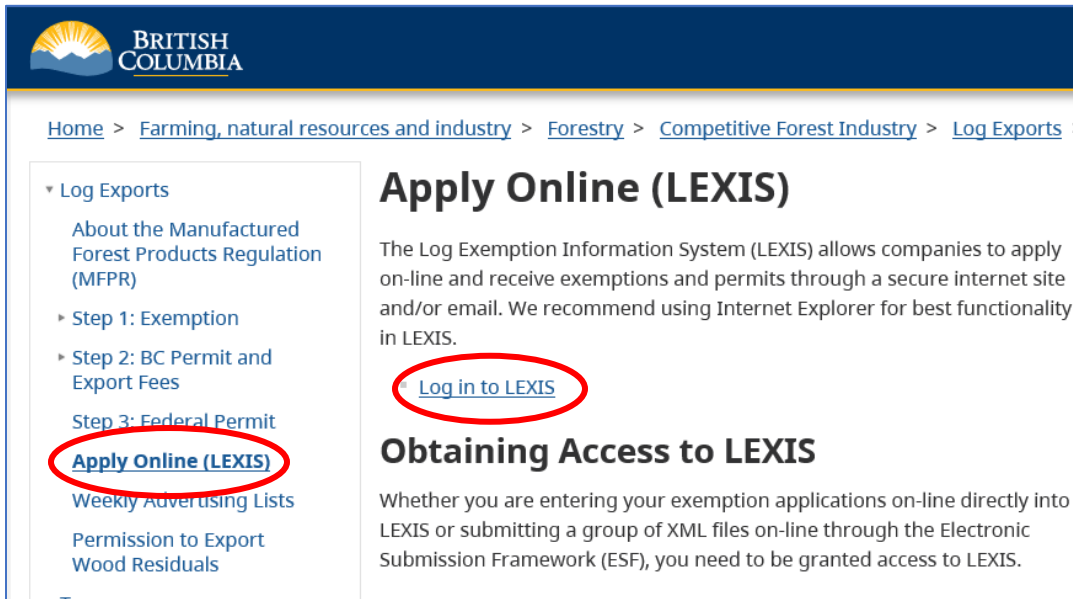 BRITISH
COLUMBIA
Home > Farming, natural resources and industry > Forestry > Competitive Forest Industry > Log Exports
Log Exports
About the Manufactured
Forest Products Regulation
(MFPR)
Step 1: Exemption
Step 2: BC Permit and
Export Fees
Step 3: Federal Permit
Apply Online (LEXIS)
Weekly Advertising Lists
Permission to Export
Wood Residuals
Apply Online (LEXIS)
The Log Exemption Information System (LEXIS) allows companies to apply
on-line and receive exemptions and permits through a secure internet site
and/or email. We recommend using Internet Explorer for best functionality
in LEXIS.
Log in to LEXIS
Obtaining Access to LEXIS
Whether you are entering your exemption applications on-line directly into
LEXIS or submitting a group of XML files on-line through the Electronic
Submission Framework (ESF), you need to be granted access to LEXIS.